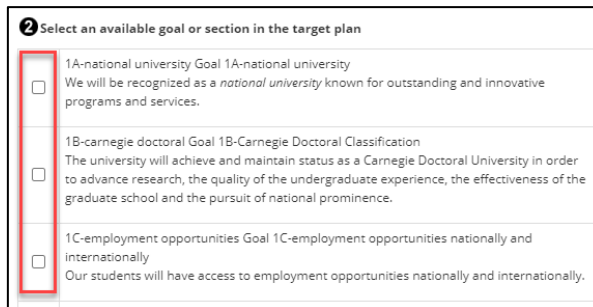 ❷ Select an available goal or section in the target plan
1A-national university Goal 1A-national university
We will be recognized as a national university known for outstanding and innovative
programs and services.
1B-carnegie doctoral Goal 1B-Carnegie Doctoral Classification
The university will achieve and maintain status as a Carnegie Doctoral University in order
to advance research, the quality of the undergraduate experience, the effectiveness of the
graduate school and the pursuit of national prominence.
1C-employment opportunities Goal 1C-employment opportunities nationally and
internationally
Our students will have access to employment opportunities nationally and internationally.